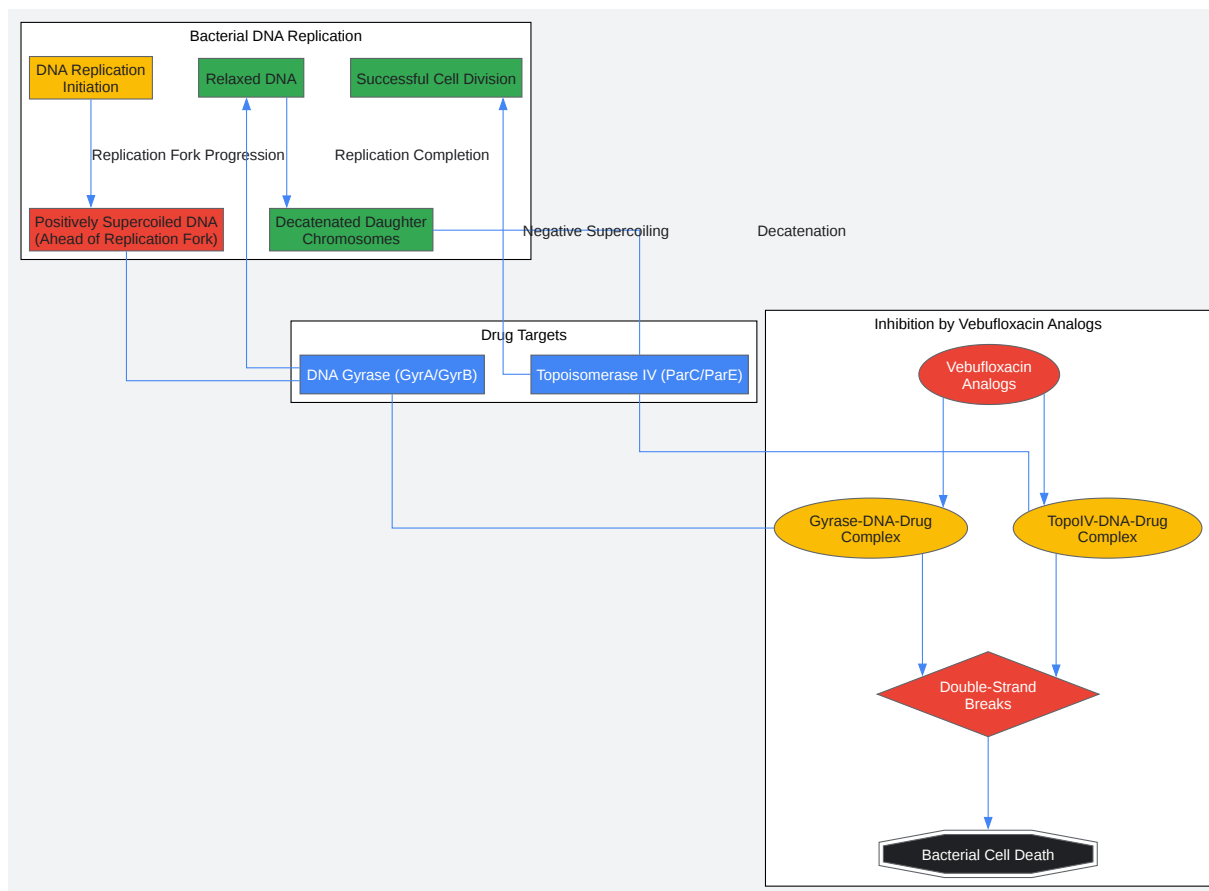 Bacterial DNA Replication
DNA Replication
Initiation
Relaxed DNA
Successful Cell Division
Replication Fork Progression
Replication Completion
Positively Supercoiled DNA
(Ahead of Replication Fork)
Decatenated Daughter
Chromosomes
Negative Supercoiling
Decatenation
Drug Targets
DNA Gyrase (GyrA/GyrB)
Topoisomerase IV (ParC/ParE)
Inhibition by Vebufloxacin Analogs
Vebufloxacin
Analogs
Gyrase-DNA-Drug
Complex
TopoIV-DNA-Drug
Complex
Double-Strand
Breaks
Bacterial Cell Death